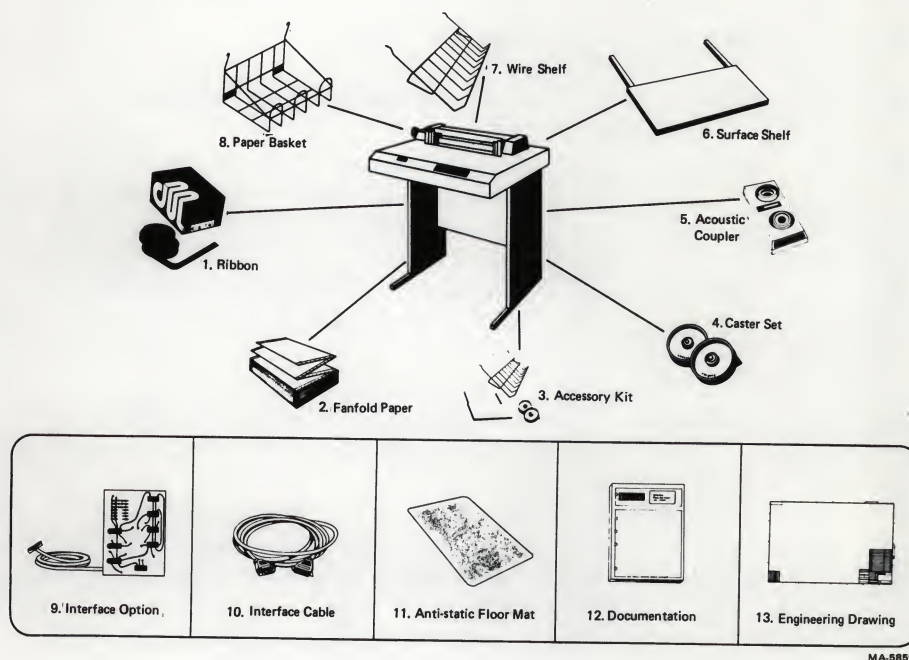 7. Wire Shelf
8. Paper Basket
6. Surface Shelf
5. Acoustic
Coupler
1. Ribbon
4. Caster Set
3. Accessory Kit
2. Fanfold Paper
9. Interface Option
10. Interface Cable
11. Anti-static Floor Mat
12. Documentation
13. Engineering Drawing
MA-585